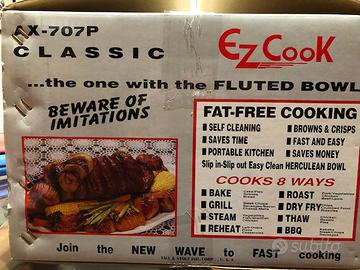 AX-707P
CLASSIC
EZ COOK
...the one with the FLUTED BOWL
BEWARE OF
IMITATIONS
FAT-FREE COOKING
SELF CLEANING
BROWNS & CRISPS
SAVES TIME
FAST AND EASY
PORTABLE KITCHEN
SAVES MONEY
Slip in-Slip out Easy Clean HERCULEAN BOWL
COOKS 8 WAYS
BAKE
ROAST
GRILL
DRY FRY
STEAM
THAW
REHEAT
BBQ
Join the NEW WAVE to FAST cooking
subito